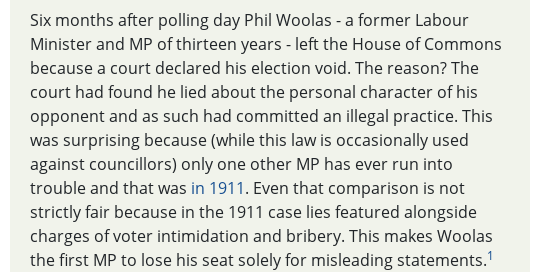 Six months after polling day Phil Woolas - a former Labour
Minister and MP of thirteen years - left the House of Commons
because a court declared his election void. The reason? The
court had found he lied about the personal character of his
opponent and as such had committed an illegal practice. This
was surprising because (while this law is occasionally used
against councillors) only one other MP has ever run into
trouble and that was in 1911. Even that comparison is not
strictly fair because in the 1911 case lies featured alongside
charges of voter intimidation and bribery. This makes Woolas
the first MP to lose his seat solely for misleading statements.1